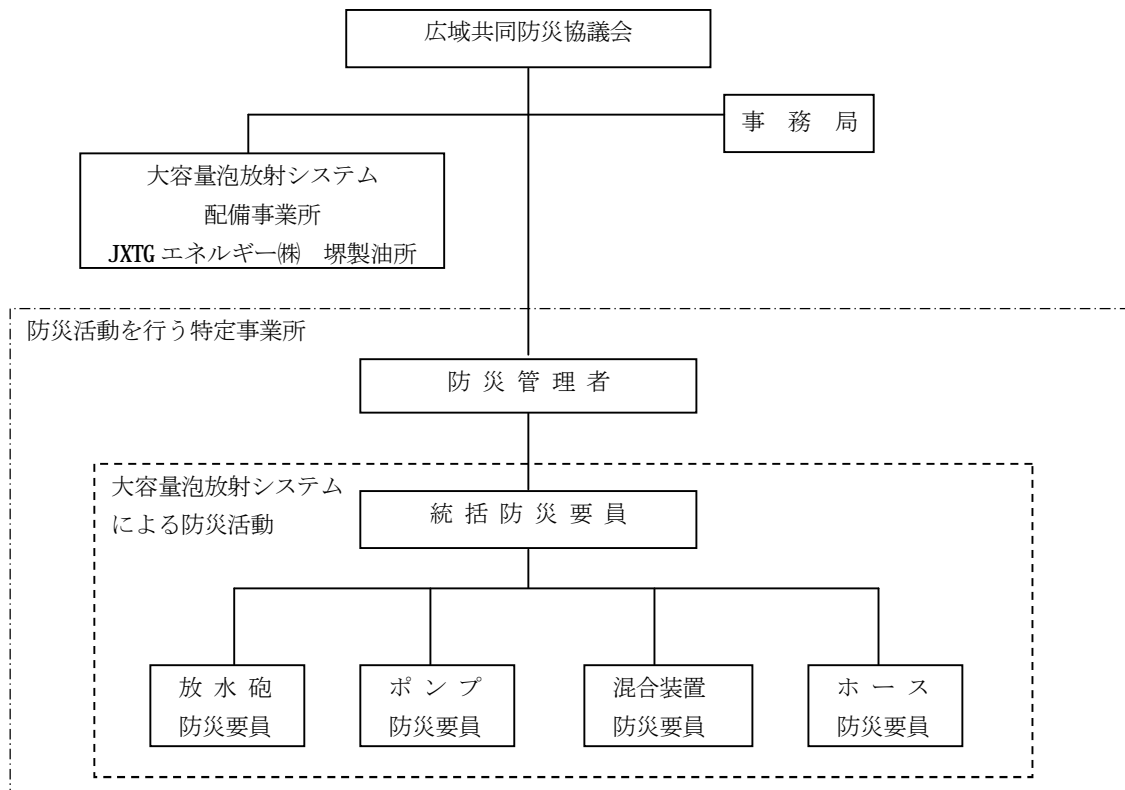 広域共同防災協議会
事　務　局
大容量泡放射システム
配備事業所
JXTG エネルギー㈱　堺製油所
防災活動を行う特定事業所
防 災 管 理 者
大容量泡放射システム
による防災活動
統 括 防 災 要 員
放 水 砲
防災要員
ポ ン プ
防災要員
混合装置
防災要員
ホ ー ス
防災要員